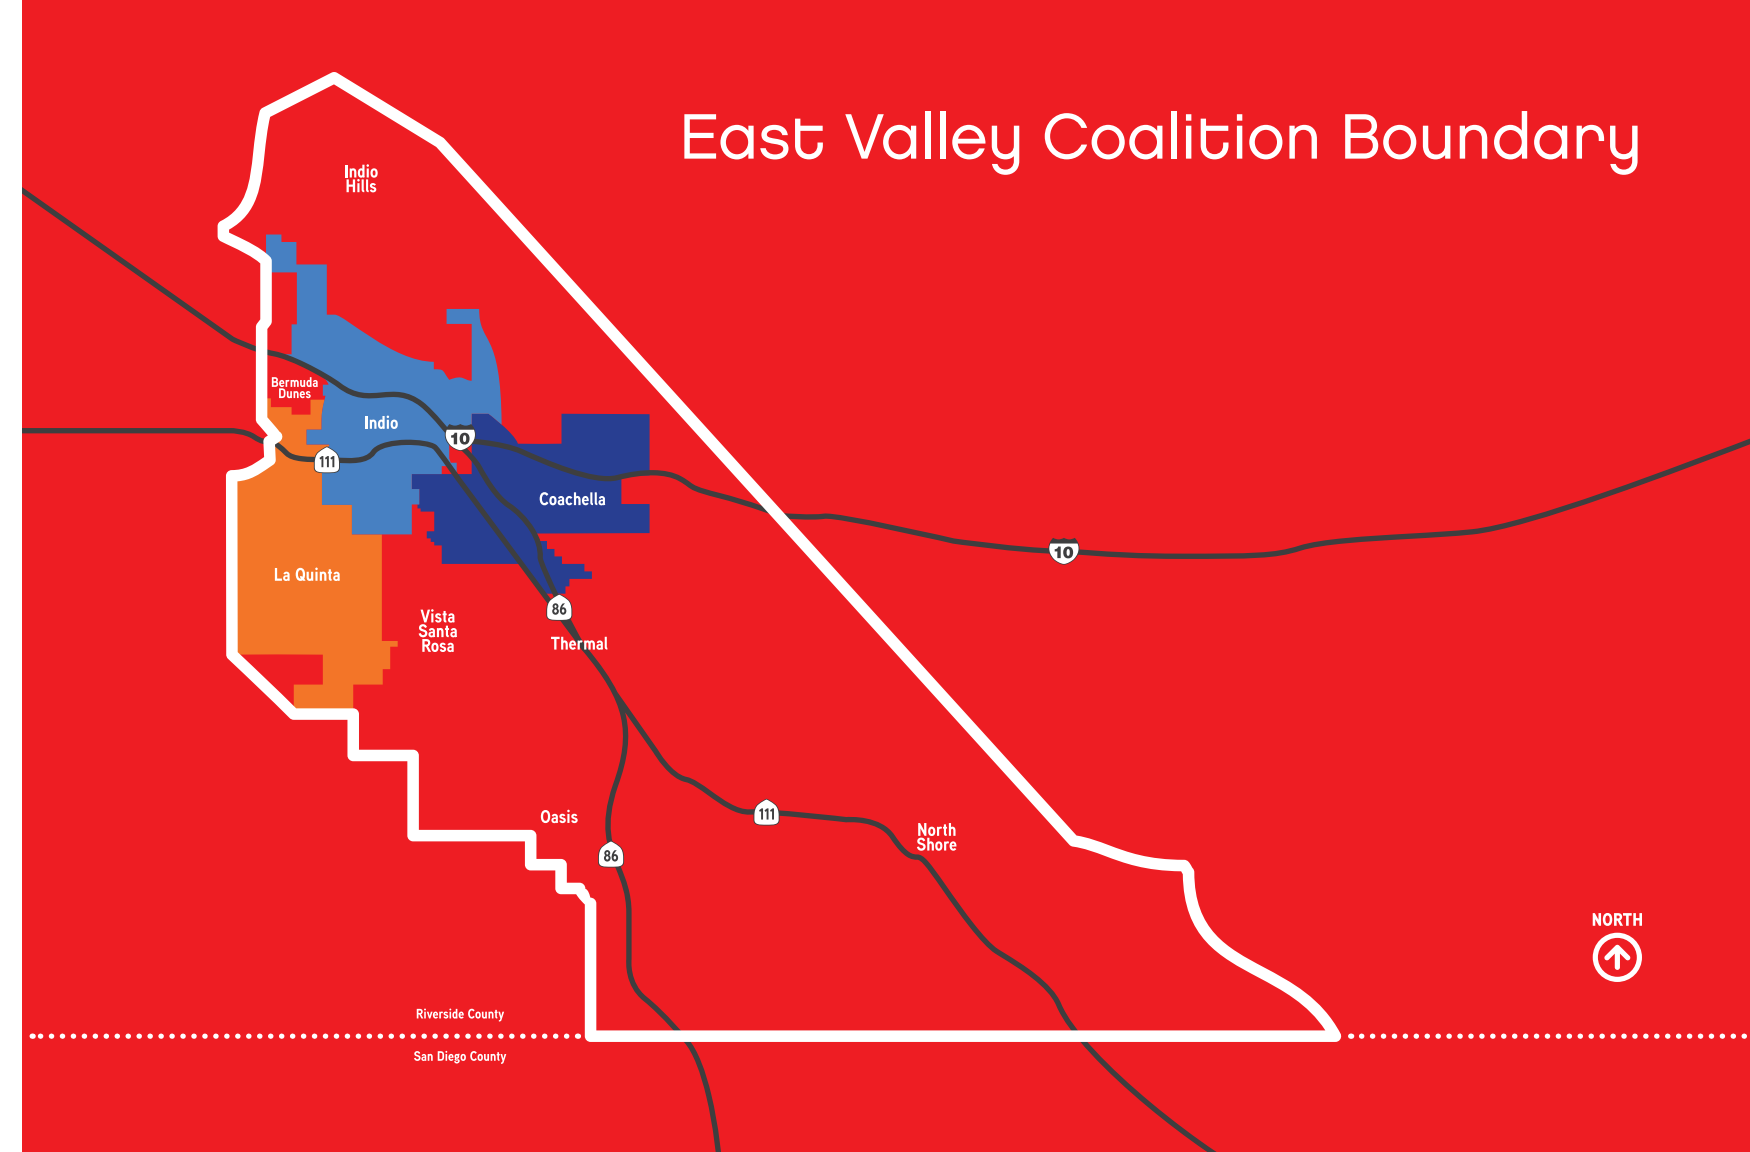 East Valley Coalition Boundary
Indio
Hills
Bermuda
Dunes
Indio
10
111
Coachella
10
La Quinta
86
Vista
Santa
Rosa
Thermal
111
Oasis
North
Shore
86
NORTH
Riverside County
San Diego County